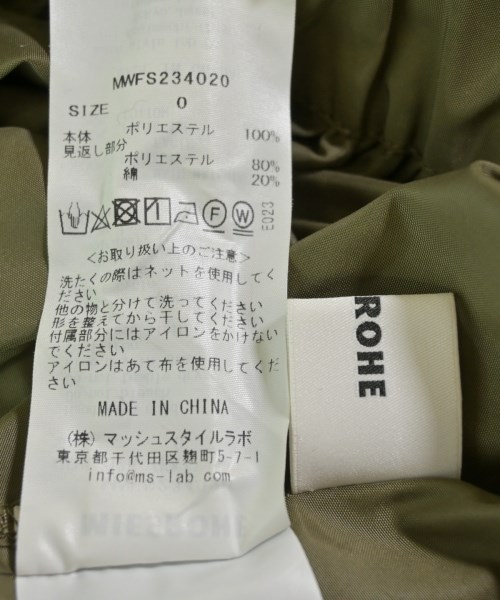 MWFS234020
SIZE 0
本体 ポリエステル 100%
見返し部分
ポリエステル 80%
綿 20%
F W E023
<お取り扱い上のご注意>
洗たくの際はネットを使用してく
ださい
他の物と分けて洗ってください
形を整えてから干してください
付属部分にはアイロンをかけない
でください
アイロンはあて布を使用してくだ
さい
MADE IN CHINA
(株) マッシュスタイルラボ
東京都千代田区麹町5-7-1
info@ms-lab com
ROHE